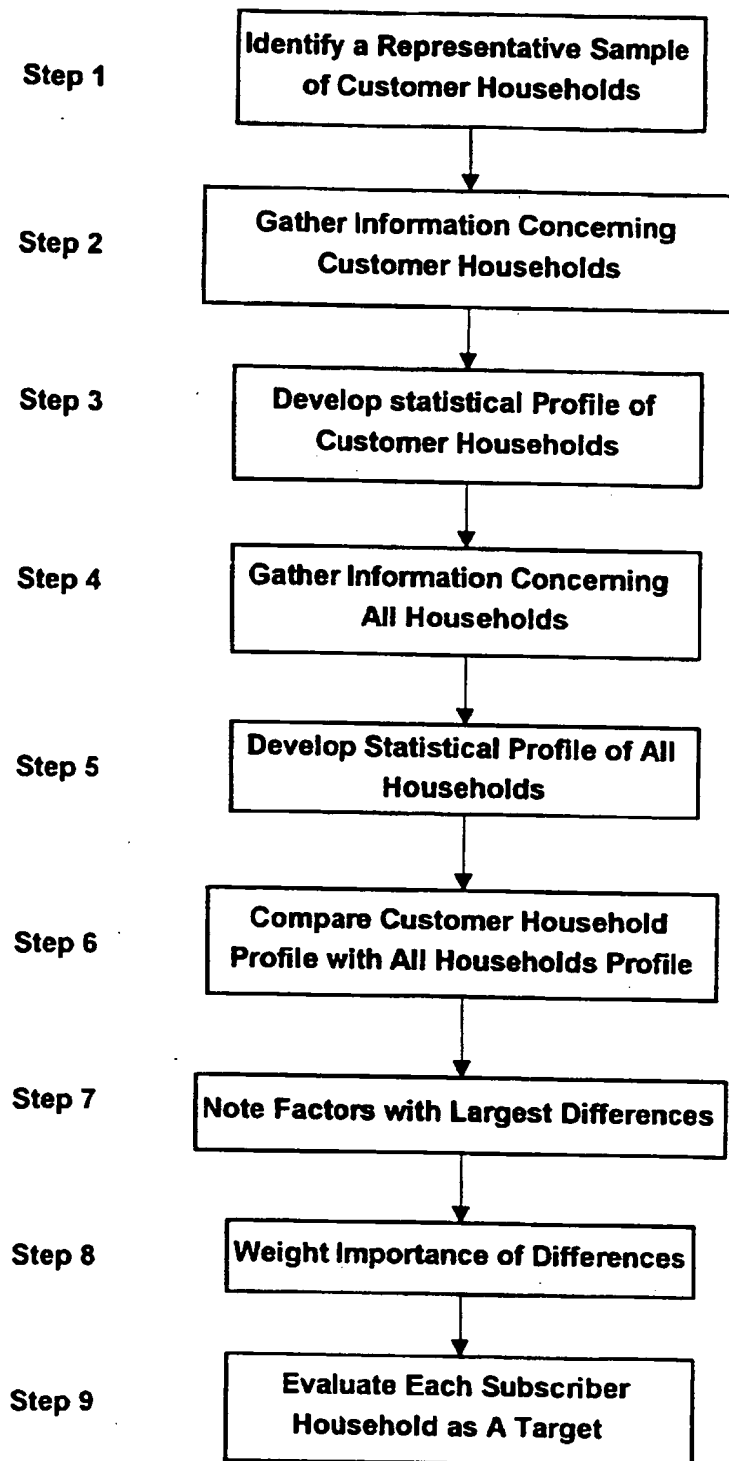 Step 1
Identify a Representative Sample
of Customer Households
Step 2
Gather Information Concerning
Customer Households
Step 3
Develop statistical Profile of
Customer Households
Step 4
Gather Information Concerning
All Households
Step 5
Develop Statistical Profile of All
Households
Step 6
Compare Customer Household
Profile with All Households Profile
Step 7
Note Factors with Largest Differences
Step 8
Weight Importance of Differences
Step 9
Evaluate Each Subscriber
Household as A Target